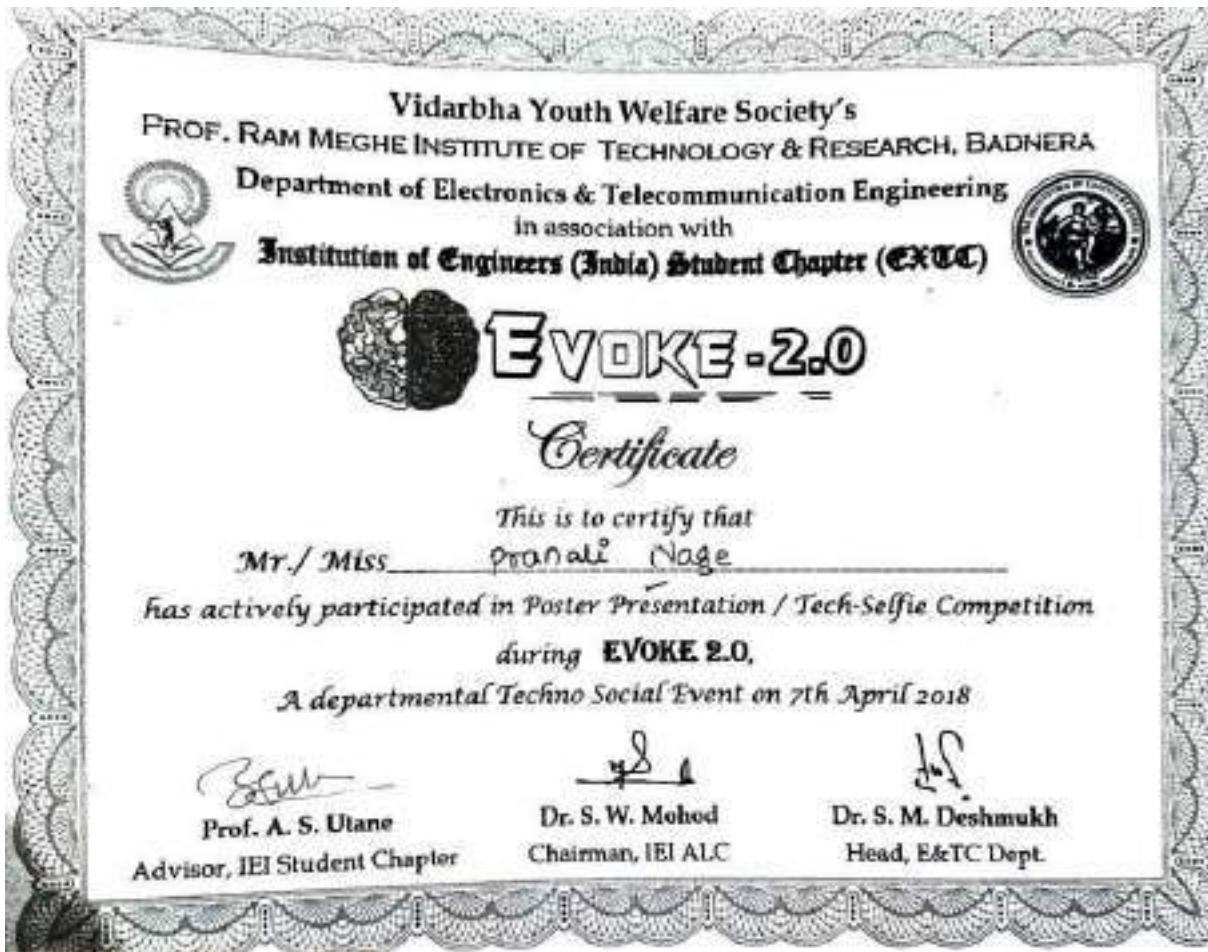 Vidarbha Youth Welfare Society's
PROF. RAM MEGHE INSTITUTE OF TECHNOLOGY & RESEARCH, BADNERA
Department of Electronics & Telecommunication Engineering
in association with
Institution of Engineers (India) Student Chapter (EXTC)
EVOKE-2.0
Certificate
This is to certify that
Mr./ Miss Pranali Nage
has actively participated in Poster Presentation / Tech-Selfie Competition
during EVOKE 2.0,
A departmental Techno Social Event on 7th April 2018
Prof. A. S. Utane
Advisor, IEI Student Chapter
Dr. S. W. Mohod
Chairman, IEI ALC
Dr. S. M. Deshmukh
Head, E&TC Dept.